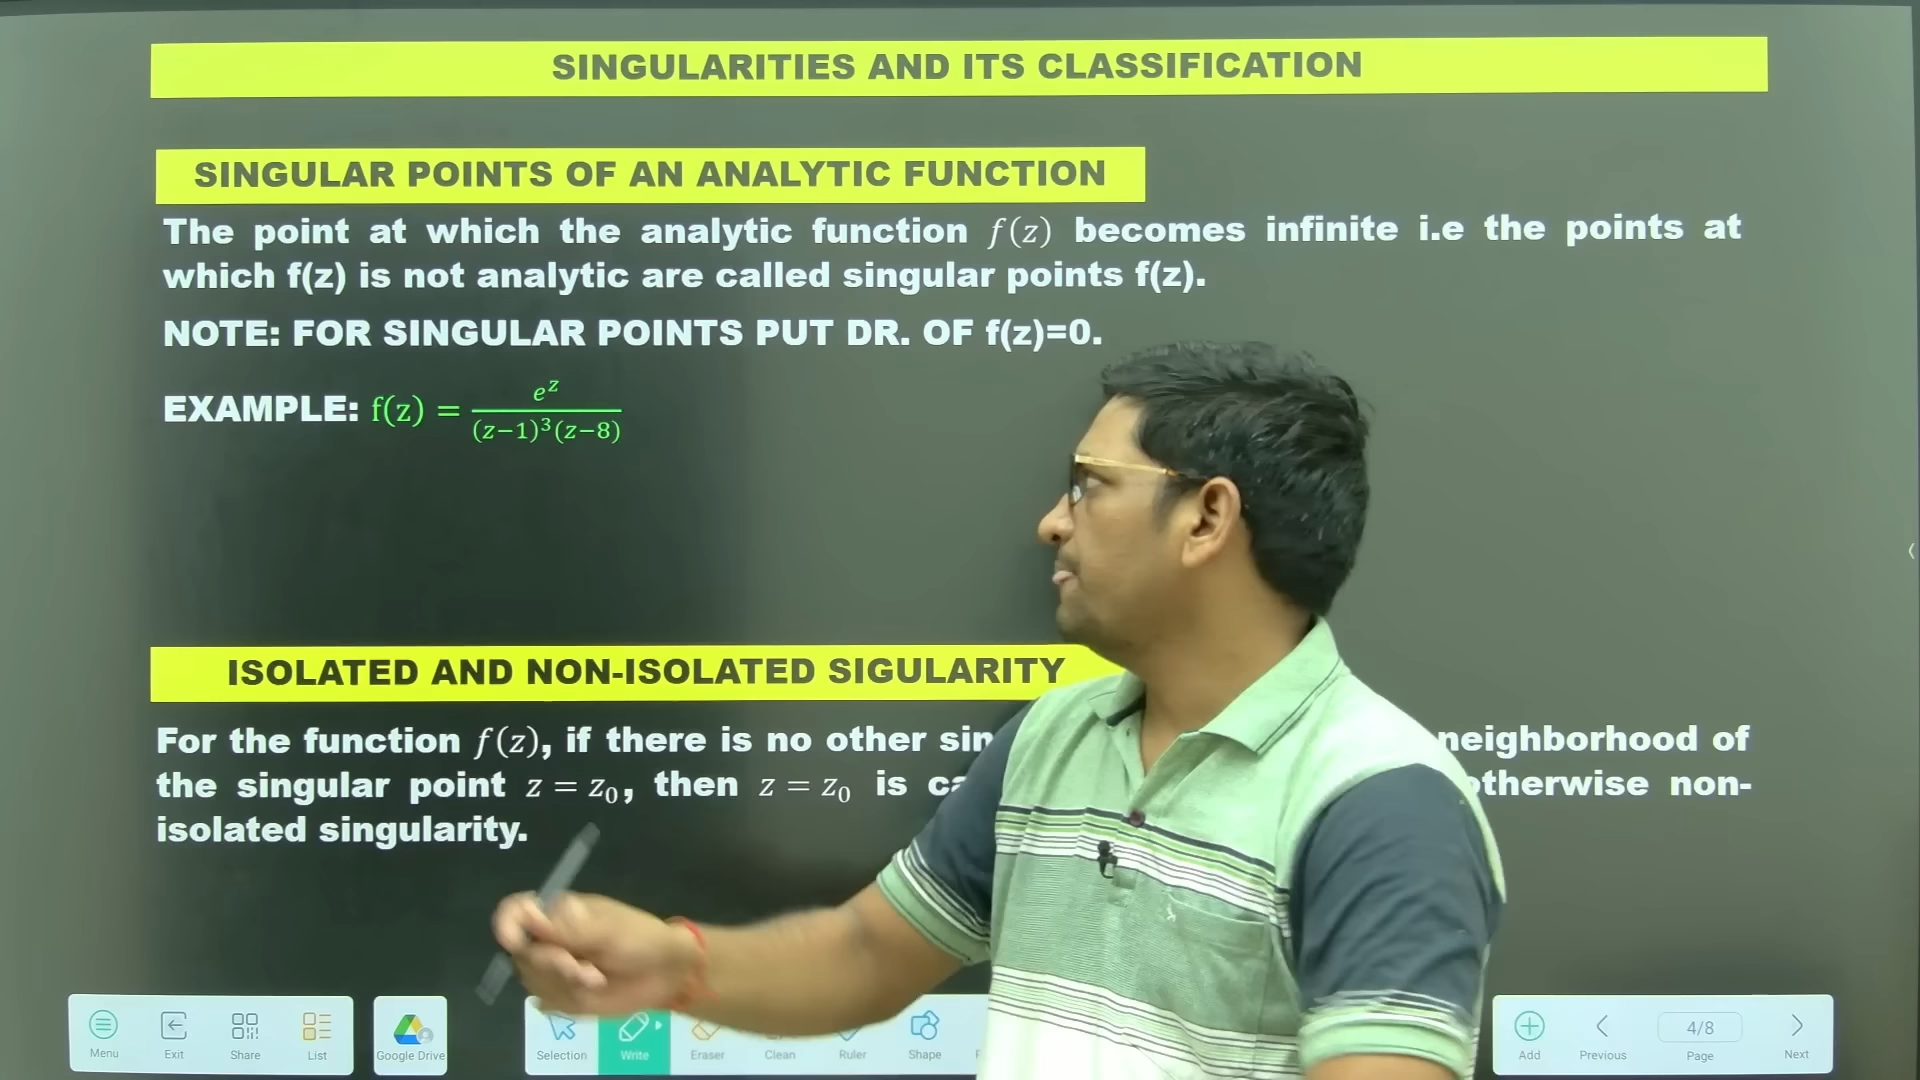 SINGULARITIES AND ITS CLASSIFICATION
SINGULAR POINTS OF AN ANALYTIC FUNCTION
The point at which the analytic function f(z) becomes infinite i.e the points at
which f(z) is not analytic are called singular points f(z).
NOTE: FOR SINGULAR POINTS PUT DR. OF f(z)=0.
EXAMPLE: f(z) = e^z / (z−1)³(z−8)
ISOLATED AND NON-ISOLATED SIGULARITY
For the function f(z), if there is no other neighborhood of
the singular point z = z₀, then z = z₀ is otherwise non-
isolated singularity.
Menu Exit Share List Google Drive Selection Write Eraser Clean Ruler Shape Add Previous 4/8 Page Next